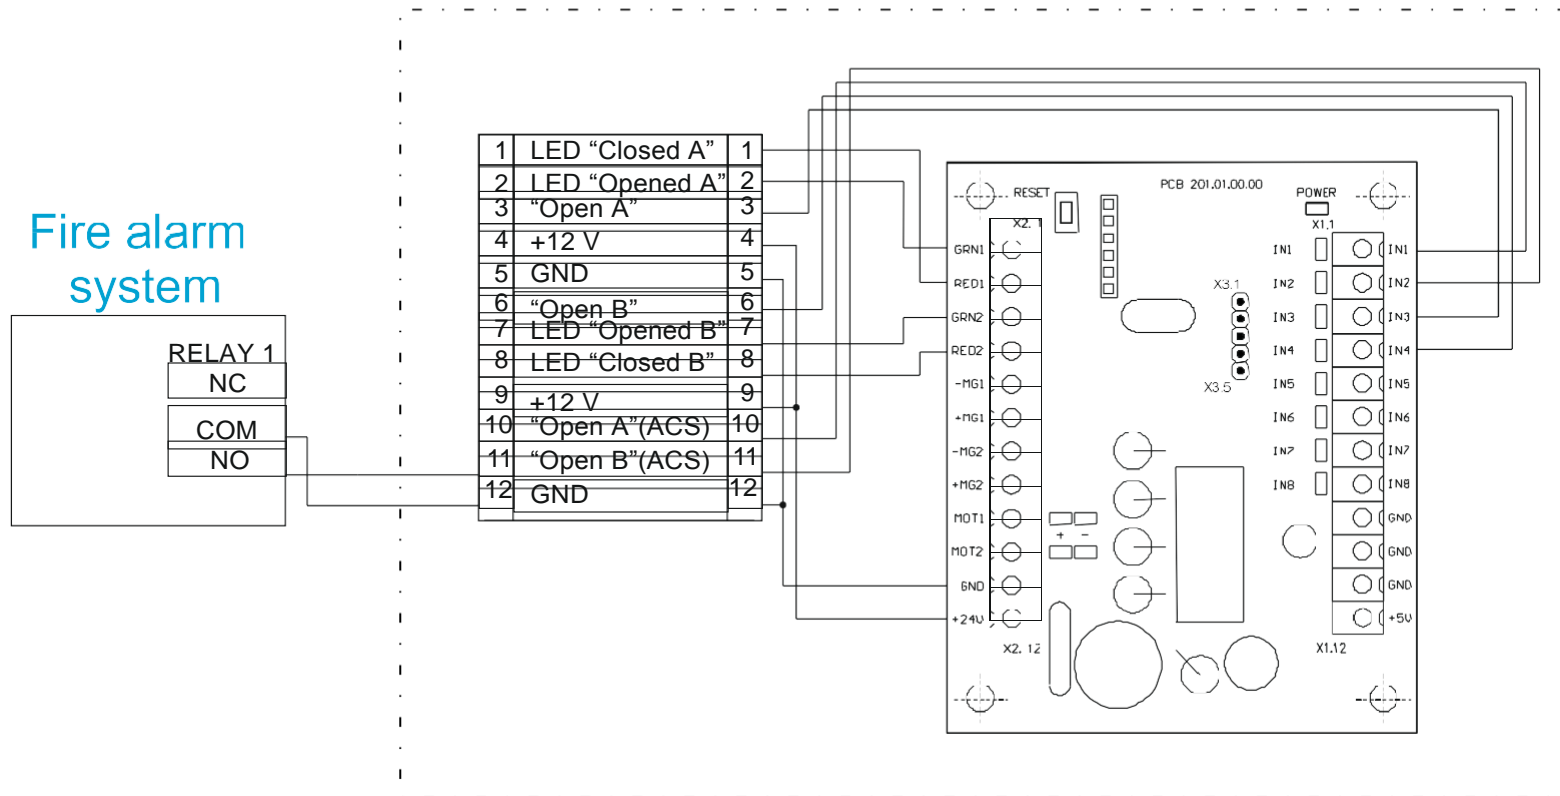 Fire alarm
system
RELAY 1
NC
COM
NO
1 LED “Closed A” 1
2 LED “Opened A” 2
3 “Open A” 3
4 +12 V 4
5 GND 5
6 “Open B” 6
7 LED “Opened B” 7
8 LED “Closed B” 8
9 +12 V 9
10 “Open A”(ACS) 10
11 “Open B”(ACS) 11
12 GND 12
RESET
PCB 201.01.00.00
POWER
X2. 1
X1.1
GRN1
RED1
GRN2
RED2
-MG1
+MG1
-MG2
+MG2
MOT1
MOT2
GND
+24V
X2. 12
+ -
X3.1
X3.5
IN1
IN2
IN3
IN4
IN5
IN6
IN7
IN8
IN1
IN2
IN3
IN4
IN5
IN6
IN7
IN8
GND
GND
GND
+5V
X1.12